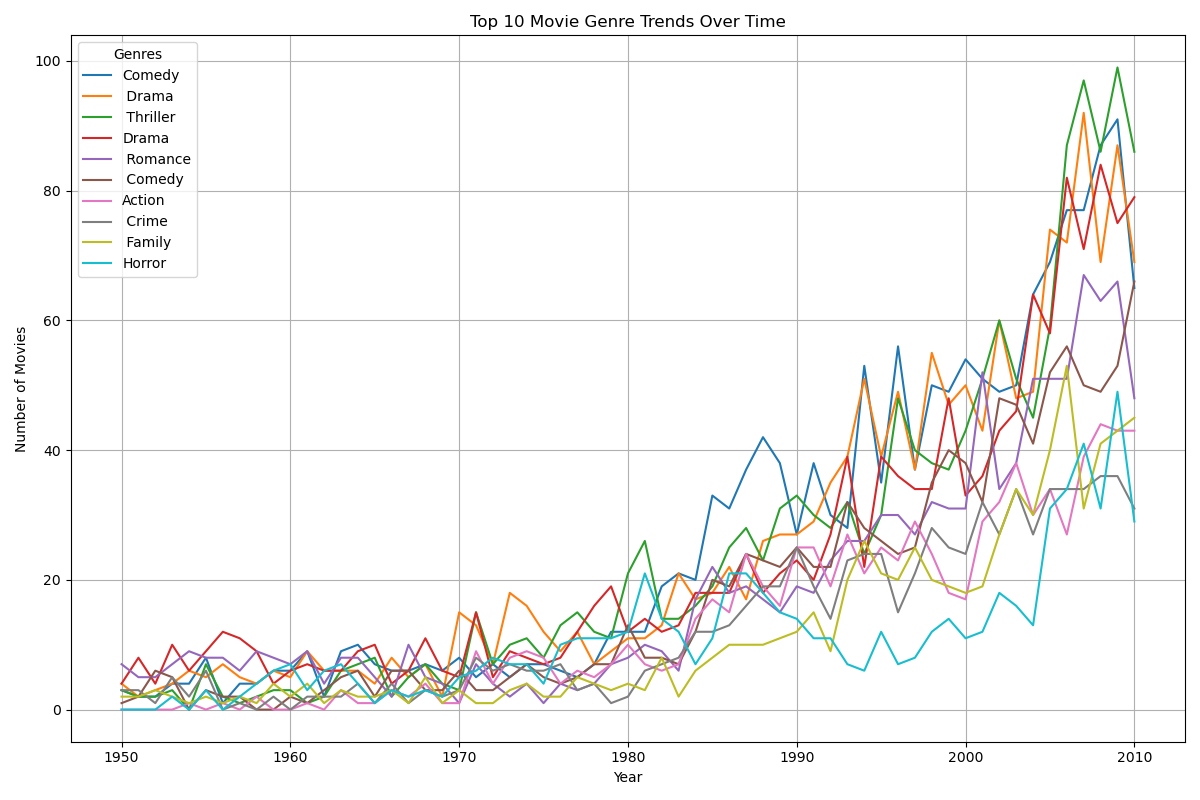 Top 10 Movie Genre Trends Over Time
Genres
Comedy
Drama
Thriller
Drama
Romance
Comedy
Action
Crime
Family
Horror
Number of Movies
100
80
60
40
20
0
1950 1960 1970 1980 1990 2000 2010
Year